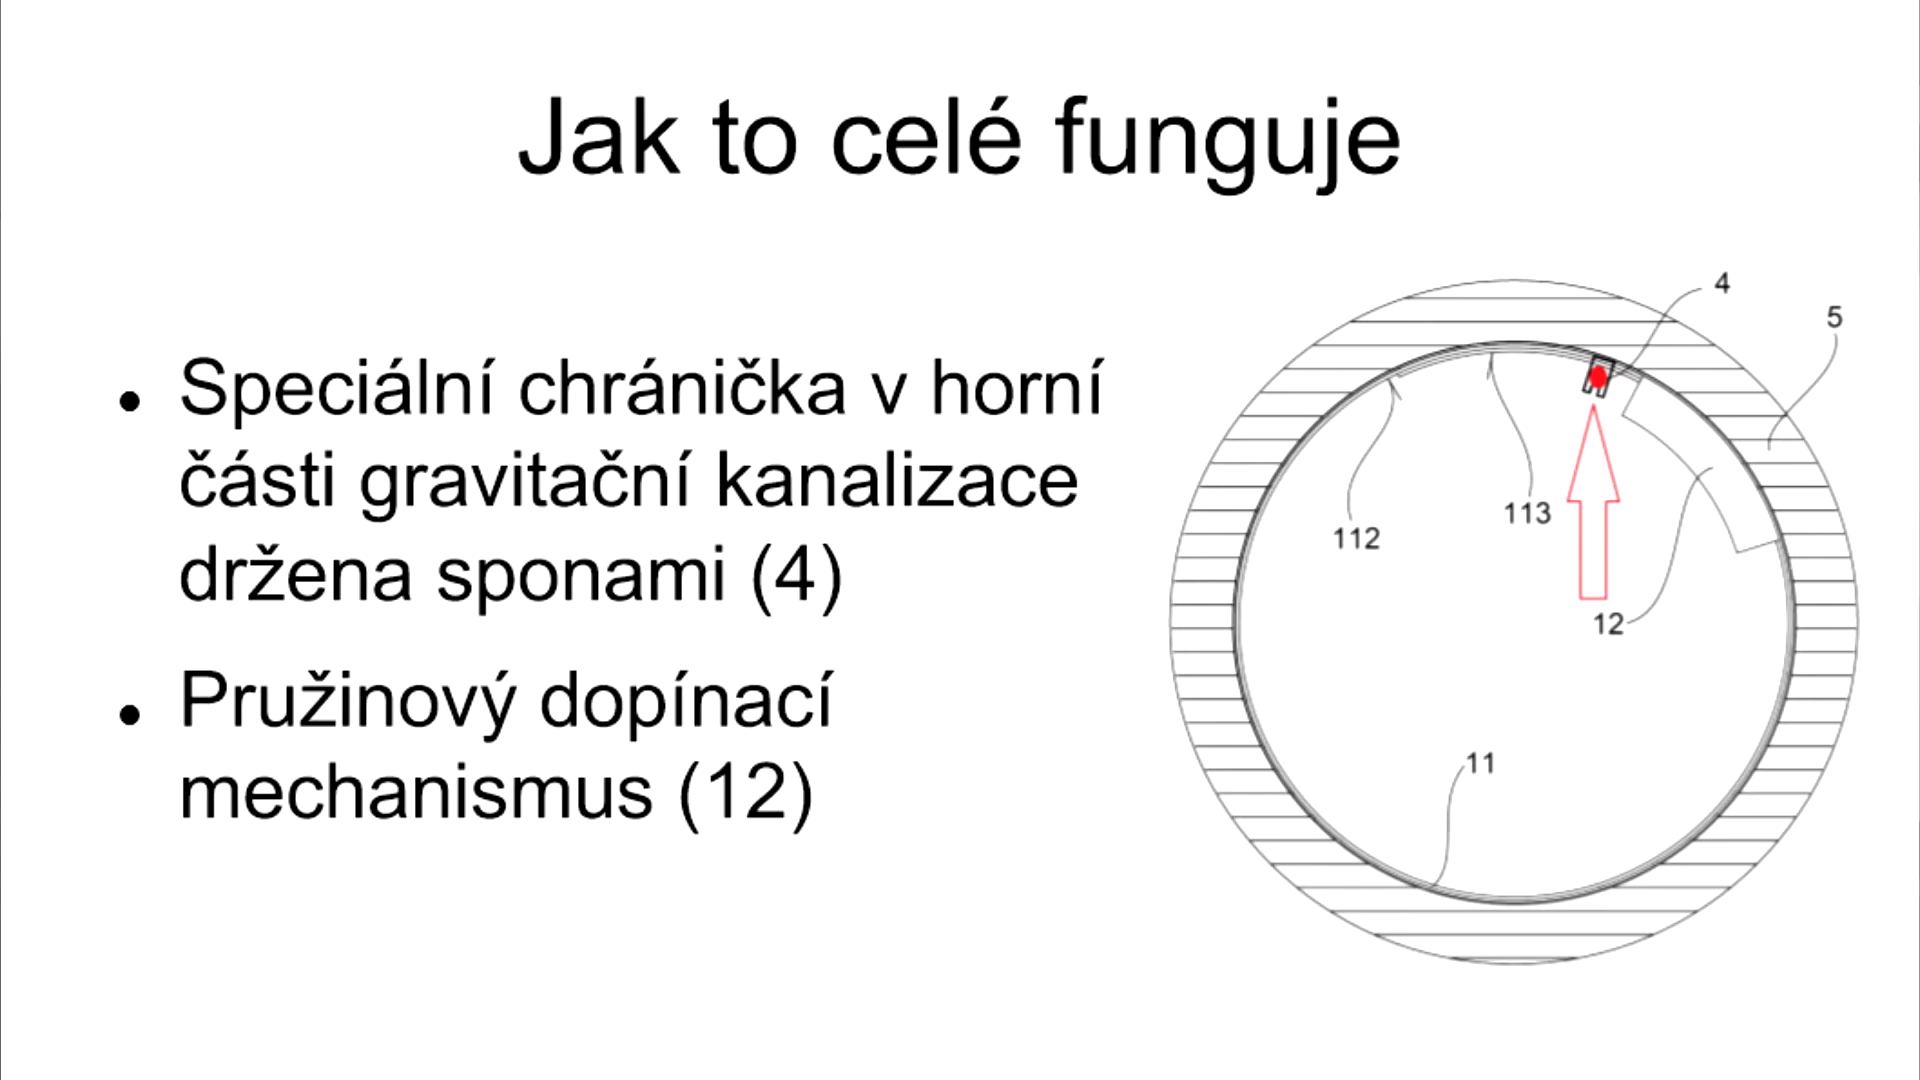 Jak to celé funguje
• Speciální chránička v horní
části gravitační kanalizace
držena sponami (4)
• Pružinový dopínací
mechanismus (12)
4
5
113
112
12
11